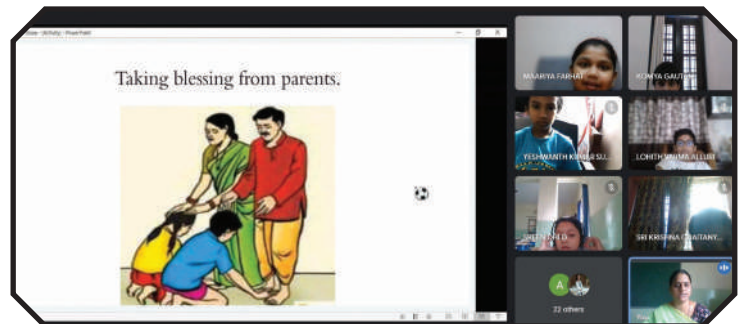 Taking blessing from parents.
MAARIYA FARHAT
YESHWANTH KUMAR SU...
LOHITH VARMA ALLURI
SRI KRISHNA CHAITANY...
A
22 others